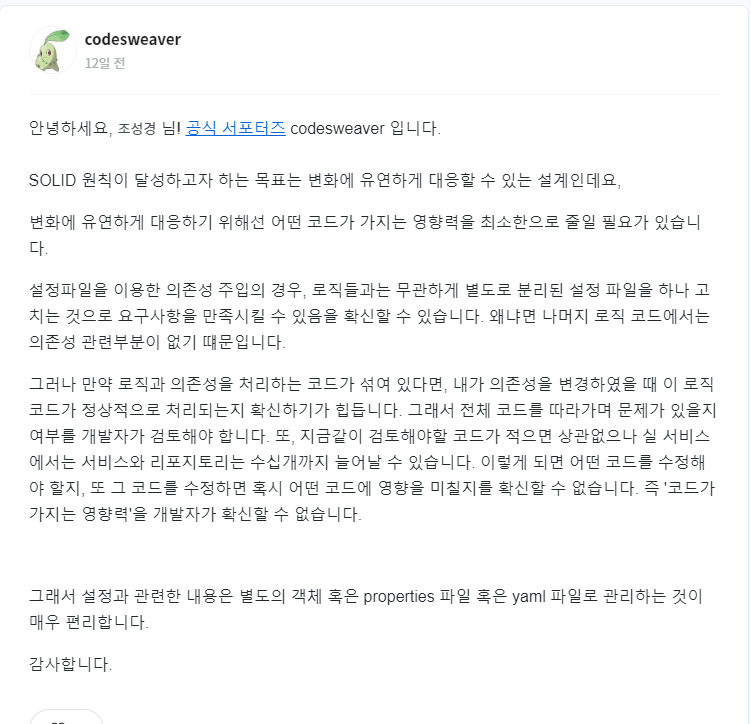 codesweaver
12일 전
안녕하세요, 조성경 님! 공식 서포터즈 codesweaver 입니다.
SOLID 원칙이 달성하고자 하는 목표는 변화에 유연하게 대응할 수 있는 설계인데요,
변화에 유연하게 대응하기 위해선 어떤 코드가 가지는 영향력을 최소한으로 줄일 필요가 있습니
다.
설정파일을 이용한 의존성 주입의 경우, 로직들과는 무관하게 별도로 분리된 설정 파일을 하나 고
치는 것으로 요구사항을 만족시킬 수 있음을 확신할 수 있습니다. 왜냐면 나머지 로직 코드에서는
의존성 관련부분이 없기 떄문입니다.
그러나 만약 로직과 의존성을 처리하는 코드가 섞여 있다면, 내가 의존성을 변경하였을 때 이 로직
코드가 정상적으로 처리되는지 확신하기가 힘듭니다. 그래서 전체 코드를 따라가며 문제가 있을지
여부를 개발자가 검토해야 합니다. 또, 지금같이 검토해야할 코드가 적으면 상관없으나 실 서비스
에서는 서비스와 리포지토리는 수십개까지 늘어날 수 있습니다. 이렇게 되면 어떤 코드를 수정해
야 할지, 또 그 코드를 수정하면 혹시 어떤 코드에 영향을 미칠지를 확신할 수 없습니다. 즉 '코드가
가지는 영향력'을 개발자가 확신할 수 없습니다.
그래서 설정과 관련한 내용은 별도의 객체 혹은 properties 파일 혹은 yaml 파일로 관리하는 것이
매우 편리합니다.
감사합니다.